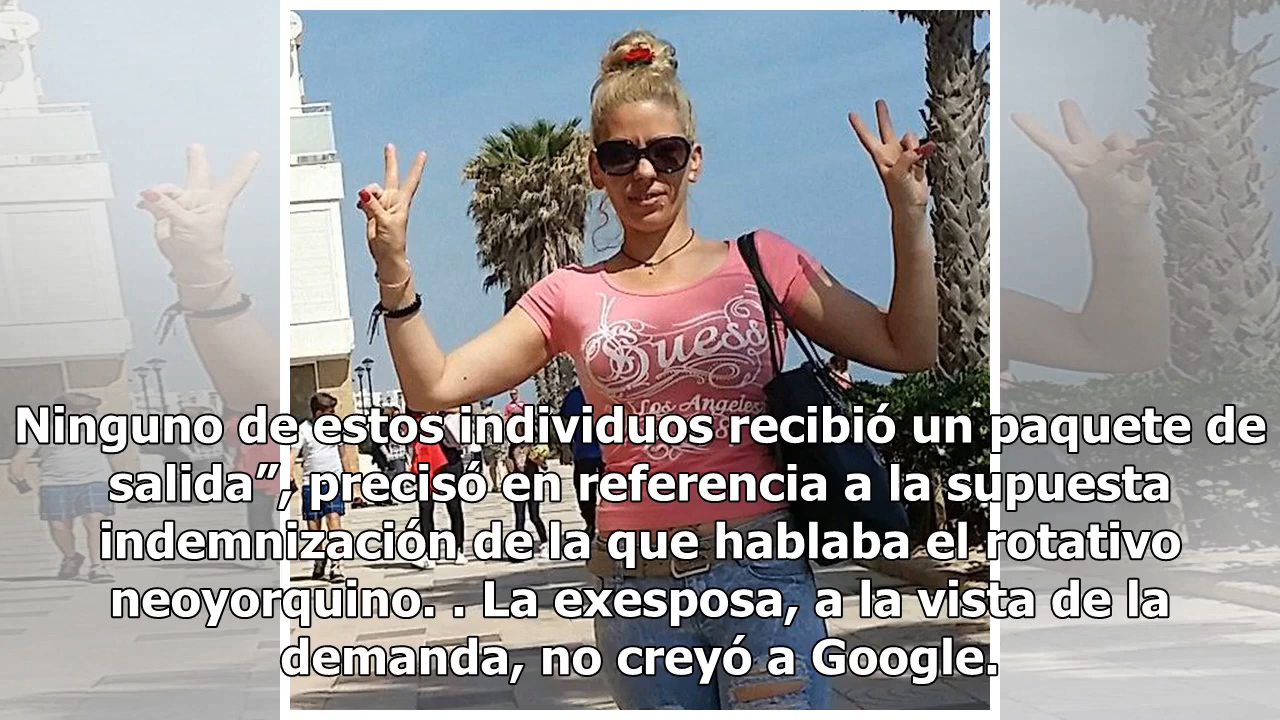 Guess
Los Angeles
Ninguno de estos individuos recibió un paquete de
salida”, precisó en referencia a la supuesta
indemnización de la que hablaba el rotativo
neoyorquino. . La exesposa, a la vista de la
demanda, no creyó a Google.